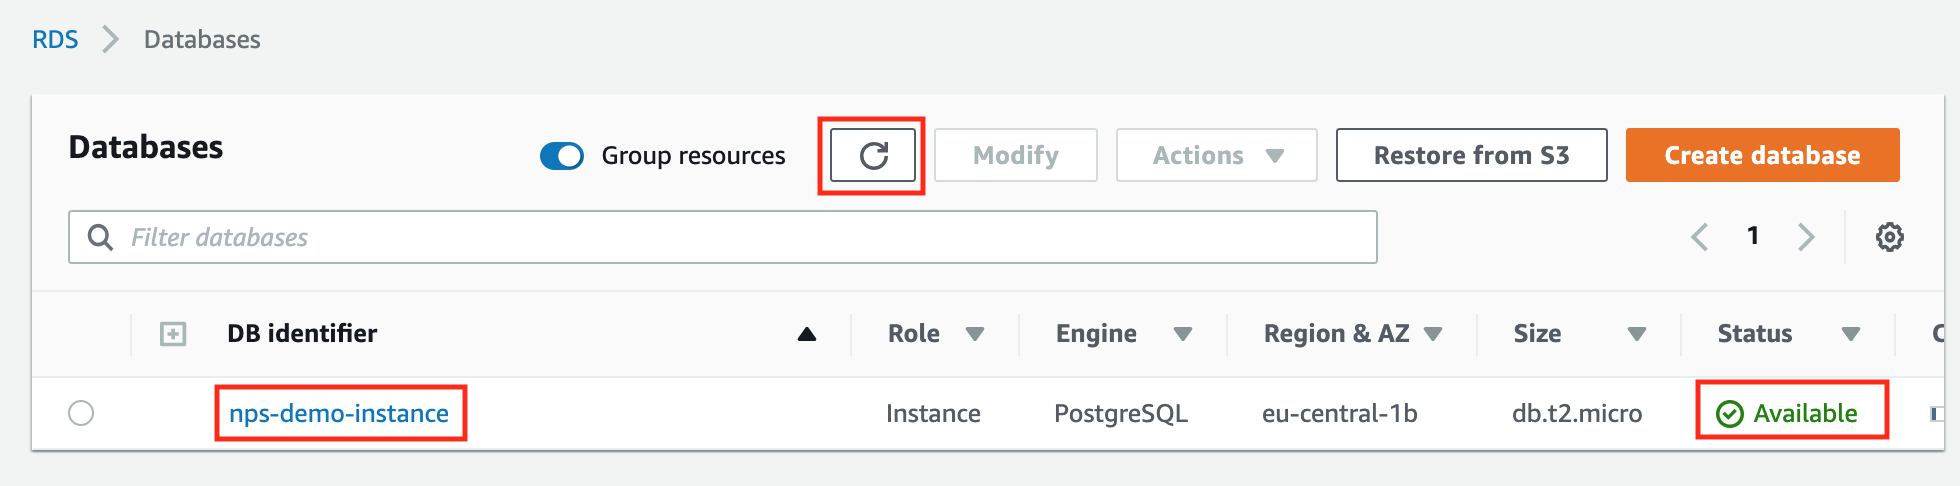 RDS > Databases
Databases
Group resources
Modify
Actions
Restore from S3
Create database
Filter databases
1
DB identifier Role Engine Region & AZ Size Status
nps-demo-instance Instance PostgreSQL eu-central-1b db.t2.micro Available